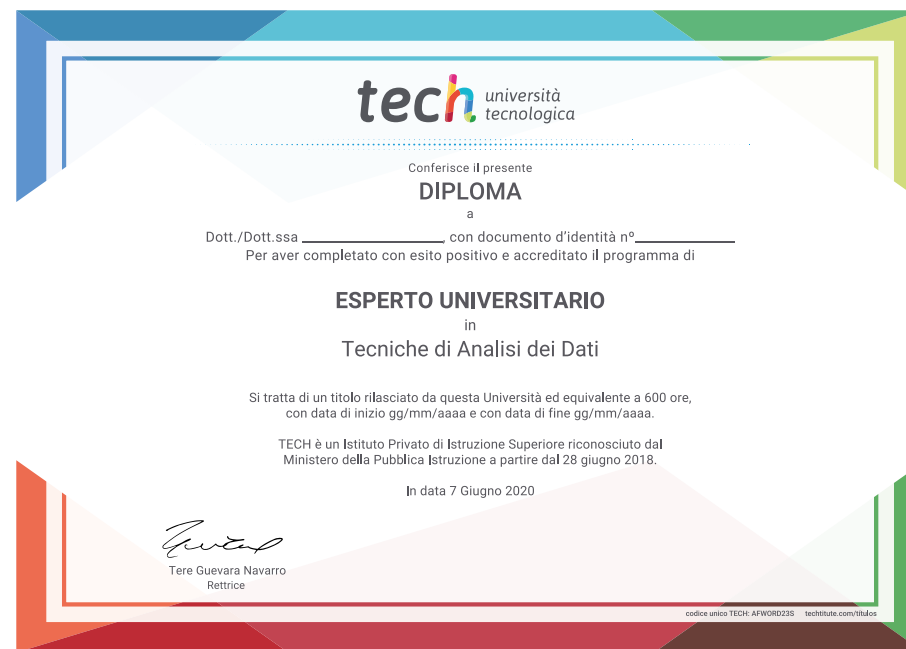 tech università
tecnologica
Conferisce il presente
DIPLOMA
a
Dott./Dott.ssa ____________________, con documento d'identità nº______________
Per aver completato con esito positivo e accreditato il programma di
ESPERTO UNIVERSITARIO
in
Tecniche di Analisi dei Dati
Si tratta di un titolo rilasciato da questa Università ed equivalente a 600 ore,
con data di inizio gg/mm/aaaa e con data di fine gg/mm/aaaa.
TECH è un Istituto Privato di Istruzione Superiore riconosciuto dal
Ministero della Pubblica Istruzione a partire dal 28 giugno 2018.
In data 7 Giugno 2020
Tere Guevara Navarro
Rettrice
codice unico TECH: AFWORD23S techtitute.com/titulos